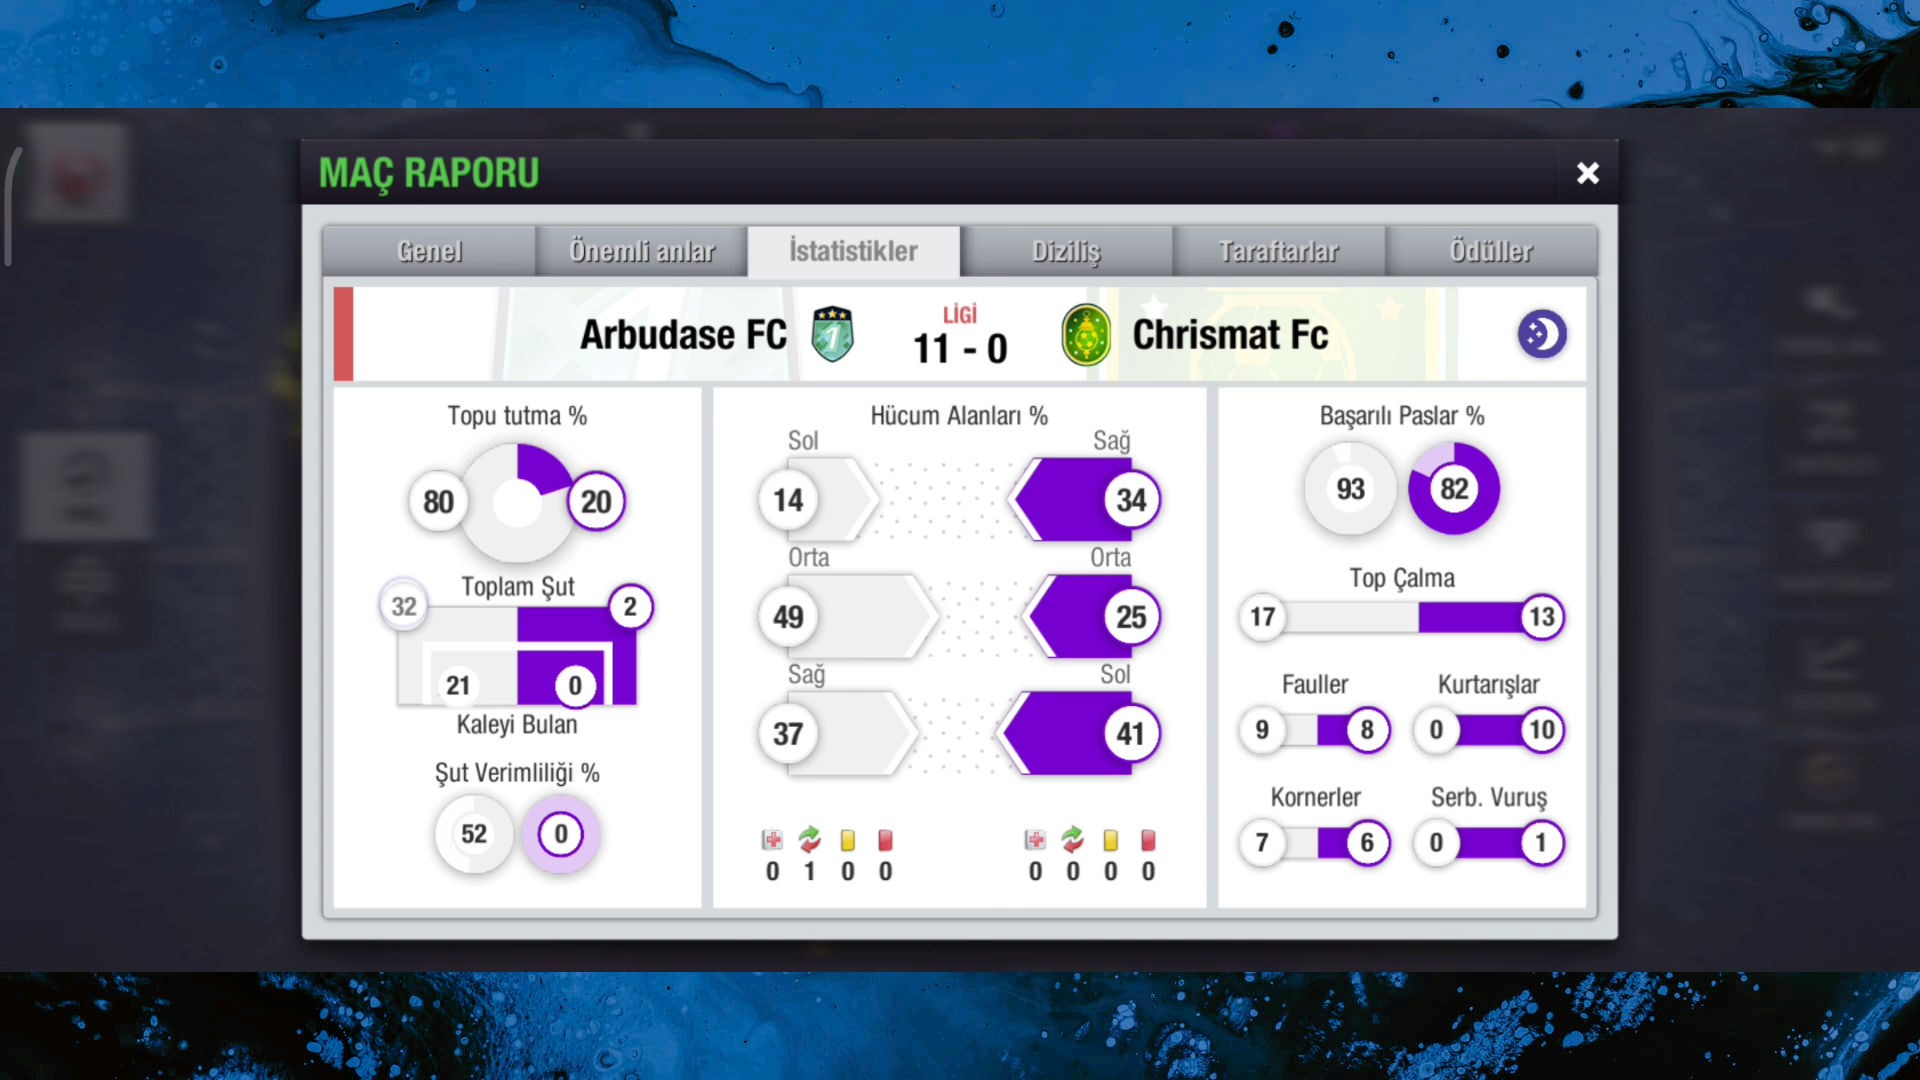 MAÇ RAPORU
Genel
Önemli anlar
İstatistikler
Diziliş
Taraftarlar
Ödüller
Arbudase FC
1
LİGİ
11 - 0
Chrismat Fc
Topu tutma %
80
20
Toplam Şut
32
2
21
0
Kaleyi Bulan
Şut Verimliliği %
52
0
Hücum Alanları %
Sol
Sağ
14
34
Orta
Orta
49
25
Sağ
Sol
37
41
0 1 0 0
0 0 0 0
Başarılı Paslar %
93
82
Top Çalma
17
13
Fauller
Kurtarışlar
9
8
0
10
Kornerler
Serb. Vuruş
7
6
0
1